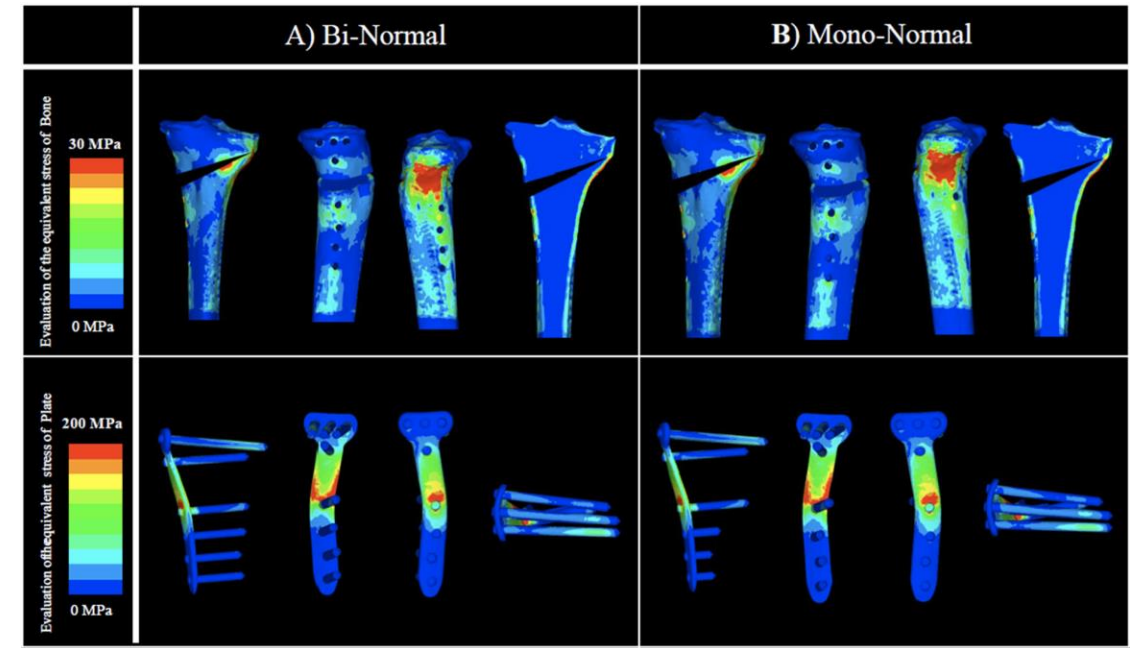 A) Bi-Normal
B) Mono-Normal
Evaluation of the equivalent stress of Bone
30 MPa
0 MPa
Evaluation ofthequivalent stress of Plate
200 MPa
0 MPa